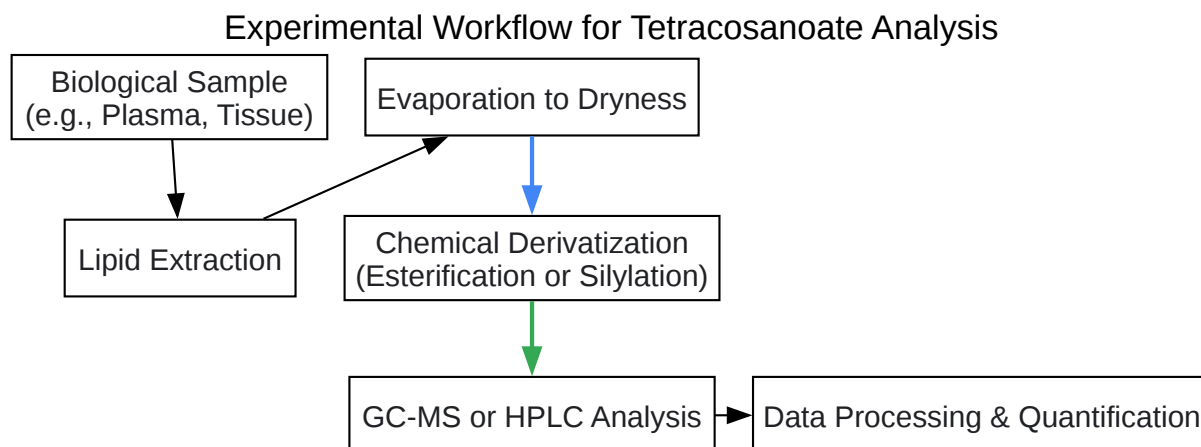 Experimental Workflow for Tetracosanoate Analysis
Biological Sample
(e.g., Plasma, Tissue)
Lipid Extraction
Evaporation to Dryness
Chemical Derivatization
(Esterification or Silylation)
GC-MS or HPLC Analysis
Data Processing & Quantification